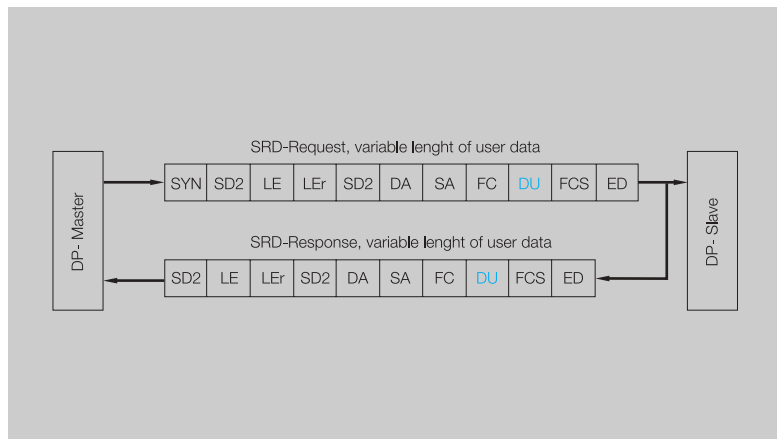 SRD-Request, variable lenght of user data
DP- Master
SYN SD2 LE LEr SD2 DA SA FC DU FCS ED
DP- Slave
SRD-Response, variable lenght of user data
SD2 LE LEr SD2 DA SA FC DU FCS ED